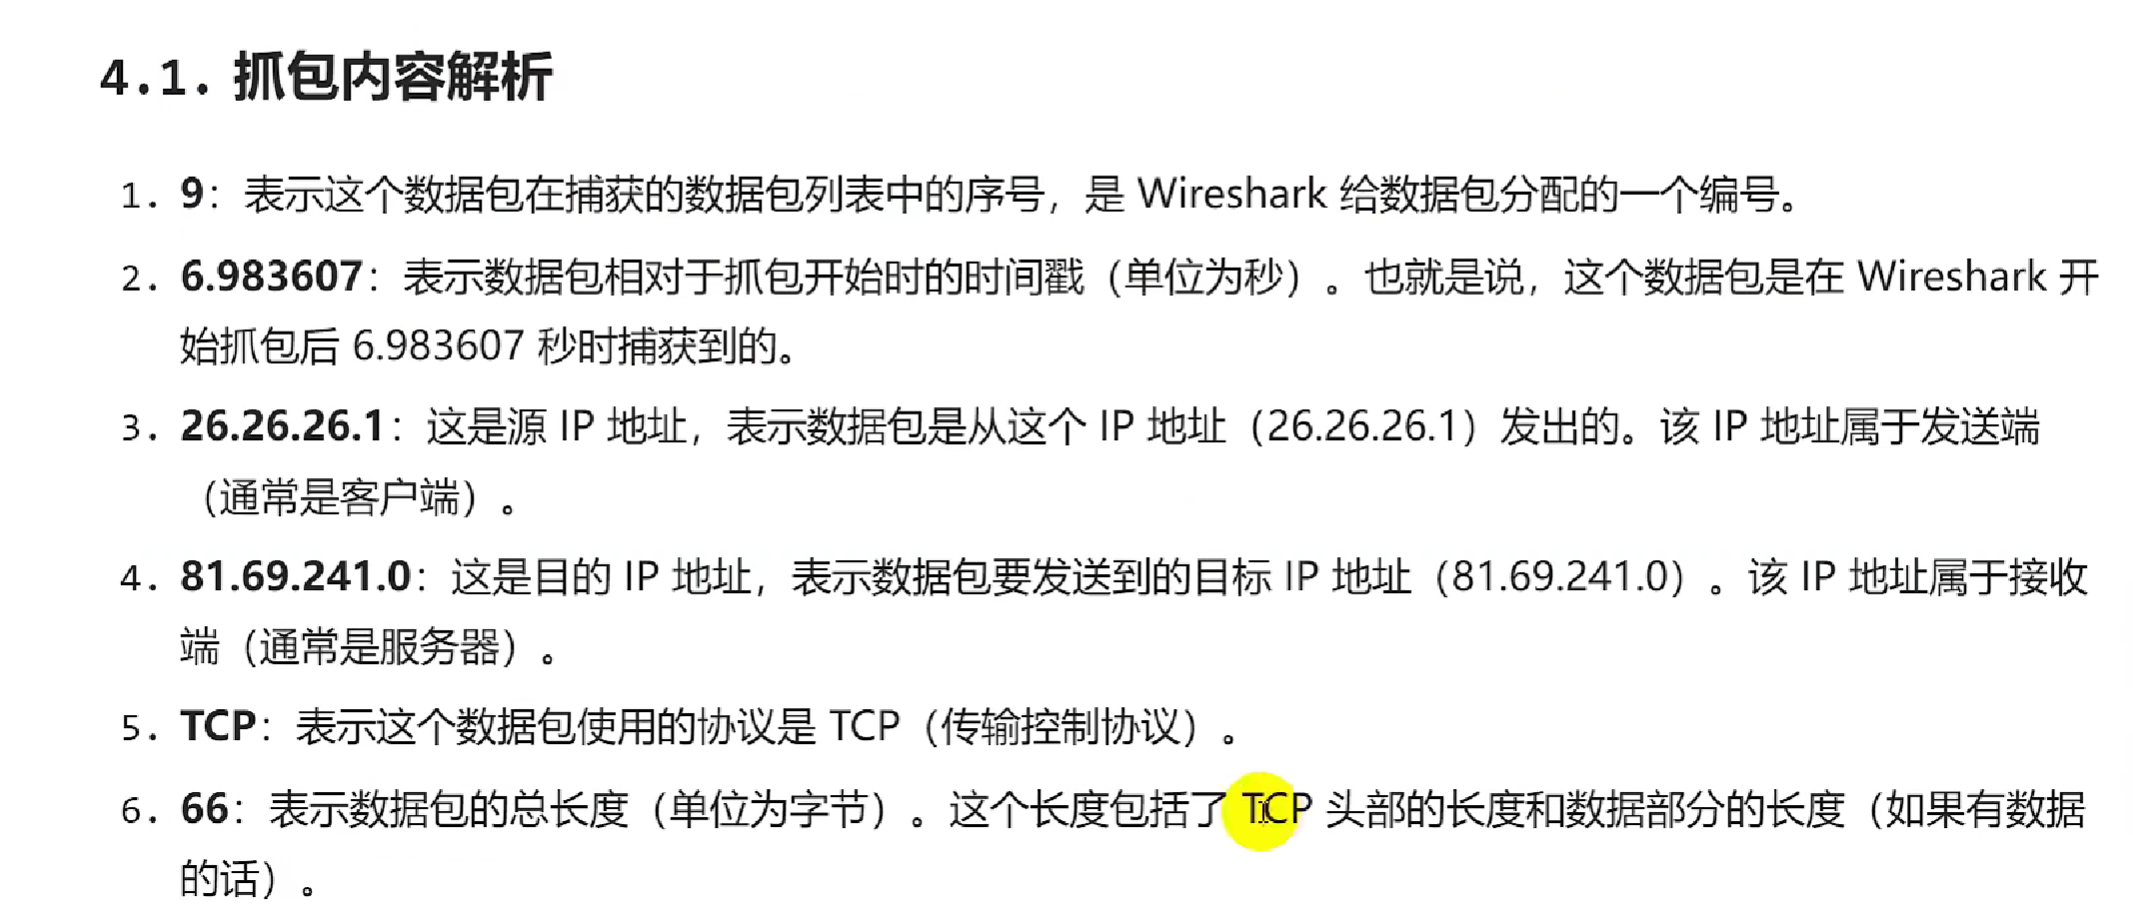 4.1. 抓包内容解析
1. 9：表示这个数据包在捕获的数据包列表中的序号，是 Wireshark 给数据包分配的一个编号。
2. 6.983607：表示数据包相对于抓包开始时的时间戳（单位为秒）。也就是说，这个数据包是在 Wireshark 开
始抓包后 6.983607 秒时捕获到的。
3. 26.26.26.1：这是源 IP 地址，表示数据包是从这个 IP 地址（26.26.26.1）发出的。该 IP 地址属于发送端
（通常是客户端）。
4. 81.69.241.0：这是目的 IP 地址，表示数据包要发送到的目标 IP 地址（81.69.241.0）。该 IP 地址属于接收
端（通常是服务器）。
5. TCP：表示这个数据包使用的协议是 TCP（传输控制协议）。
6. 66：表示数据包的总长度（单位为字节）。这个长度包括了 TCP 头部的长度和数据部分的长度（如果有数据
的话）。